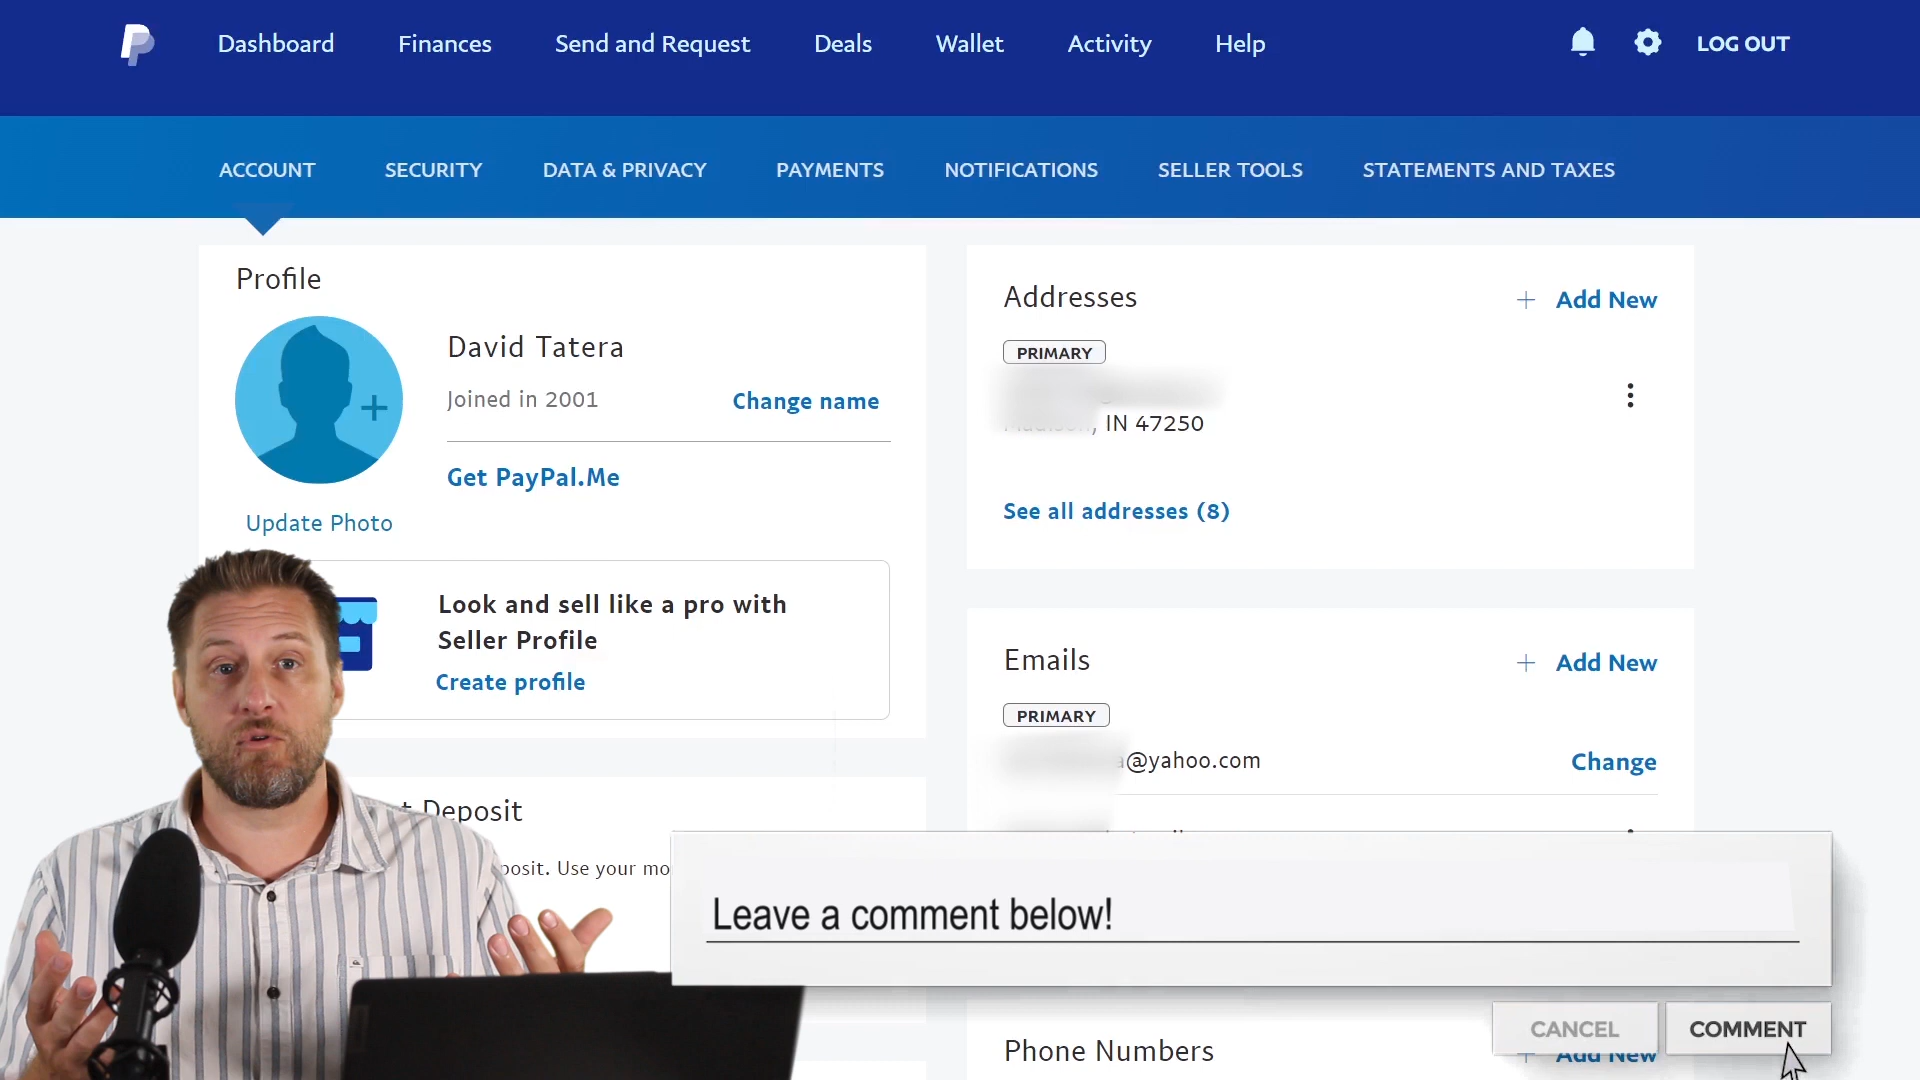 Dashboard
Finances
Send and Request
Deals
Wallet
Activity
Help
LOG OUT
ACCOUNT
SECURITY
DATA & PRIVACY
PAYMENTS
NOTIFICATIONS
SELLER TOOLS
STATEMENTS AND TAXES
Profile
David Tatera
Joined in 2001
Change name
Get PayPal.Me
Update Photo
Look and sell like a pro with
Seller Profile
Create profile
Deposit
Use your
Addresses
Add New
PRIMARY
IN 47250
See all addresses (8)
Emails
Add New
PRIMARY
@yahoo.com
Change
Leave a comment below!
CANCEL
COMMENT
Phone Numbers
Add New